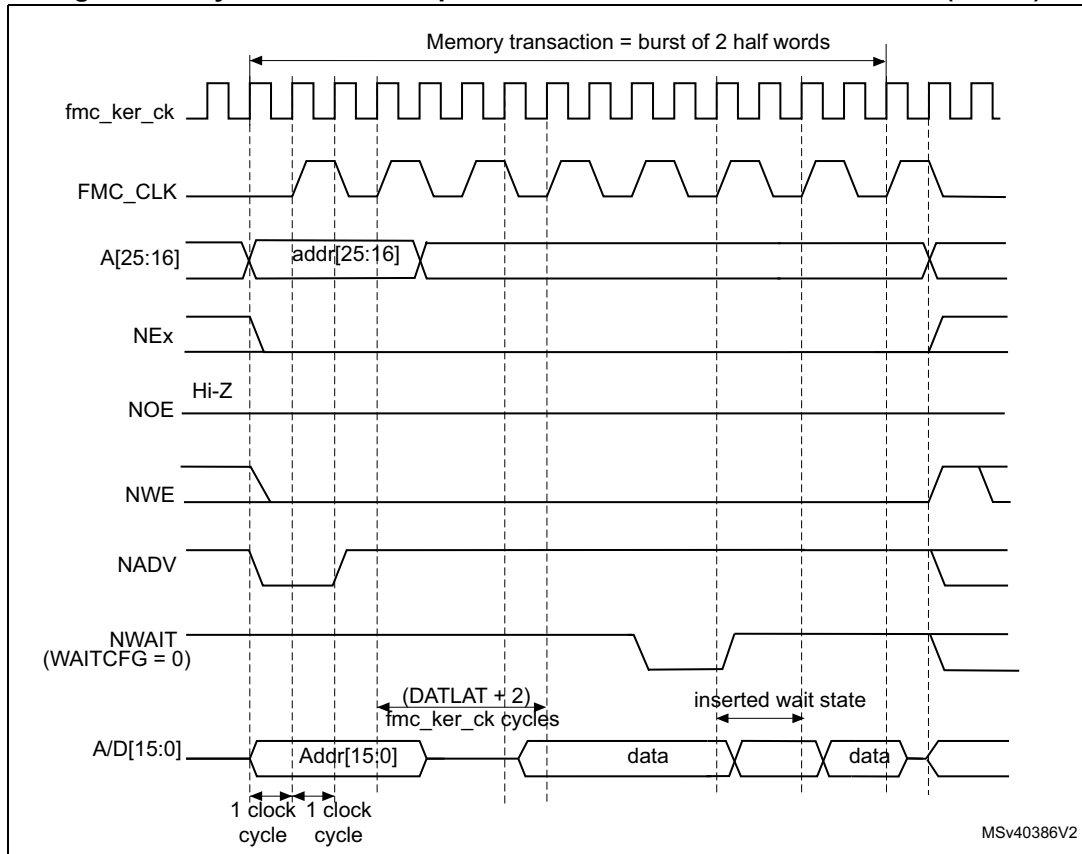 Memory transaction = burst of 2 half words
fmc_ker_ck
FMC_CLK
A[25:16]
addr[25:16]
NEx
Hi-Z
NOE
NWE
NADV
NWAIT
(WAITCFG = 0)
(DATLAT + 2)
fmc_ker_ck cycles
inserted wait state
A/D[15:0]
Addr[15:0]
data
data
1 clock
cycle
1 clock
cycle
MSv40386V2